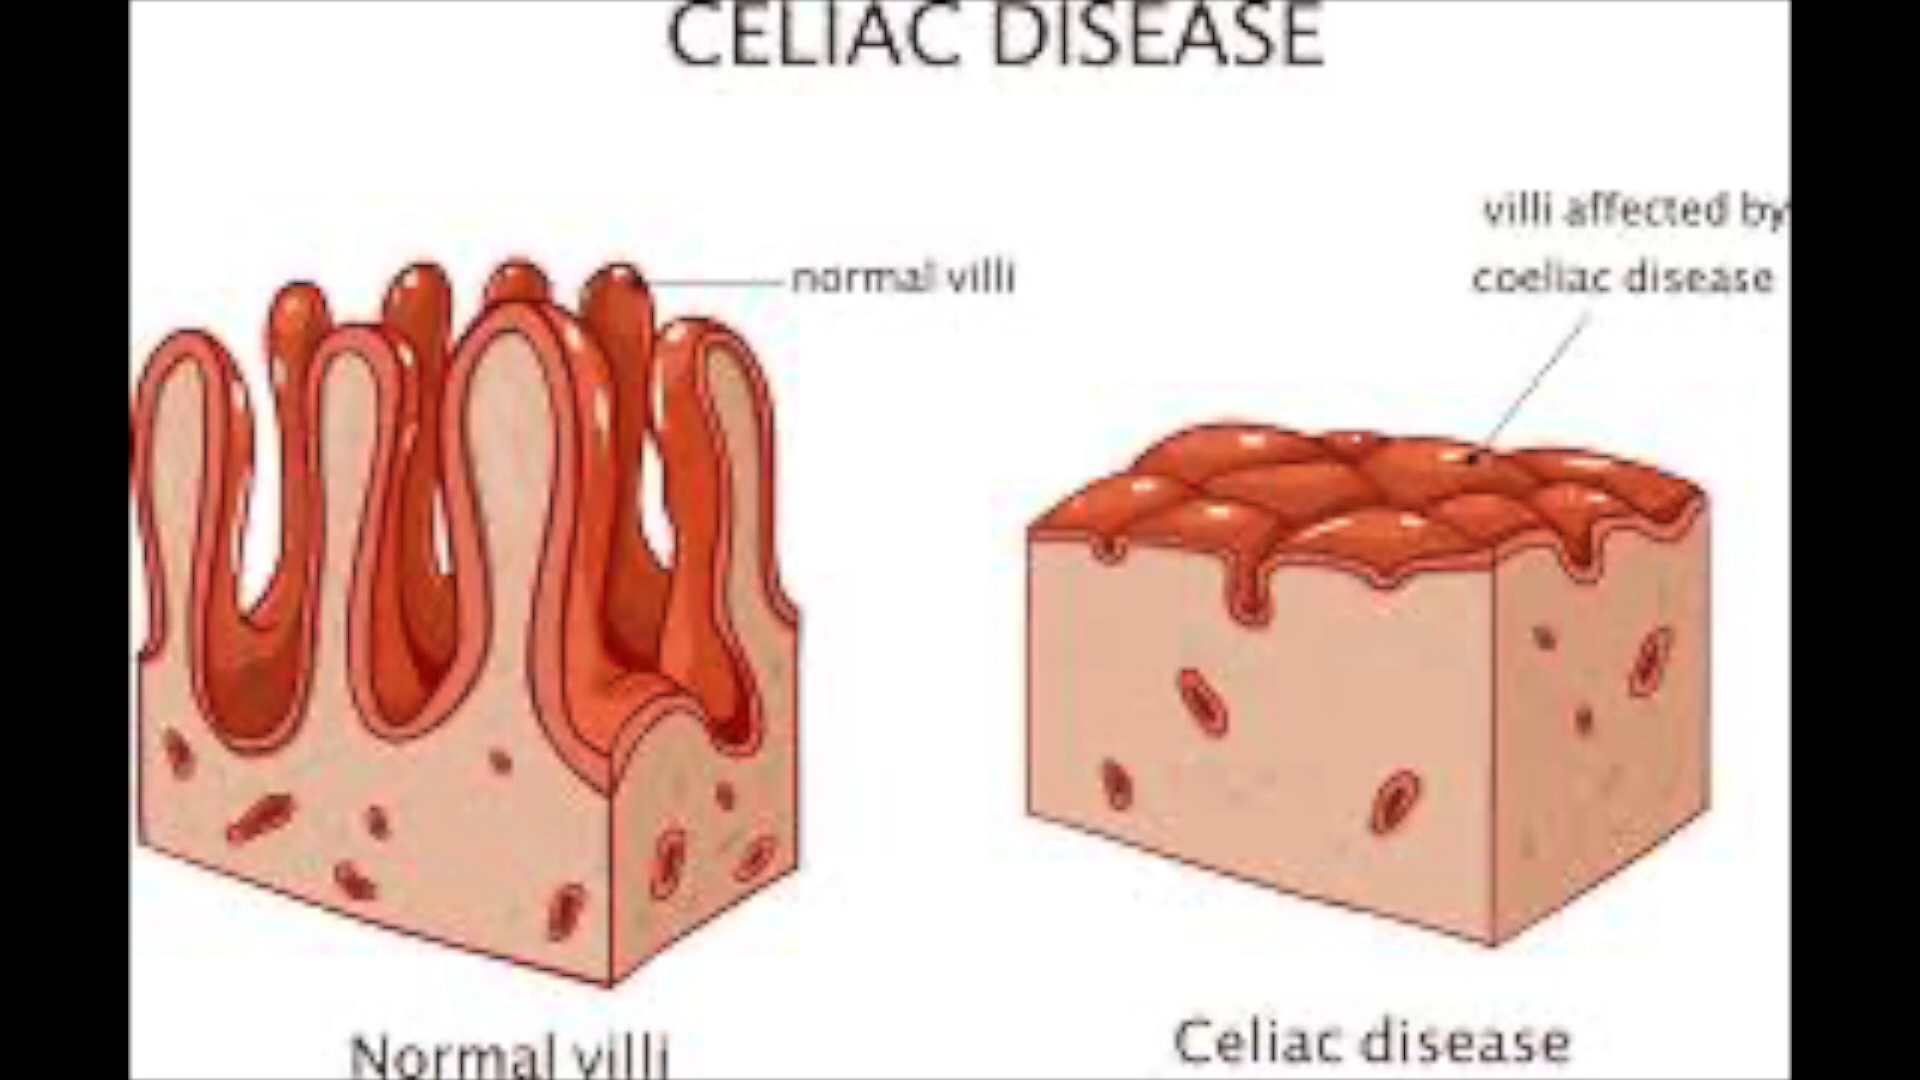 CELIAC DISEASE
normal villi
villi affected by
coeliac disease
Normal villi
Celiac disease